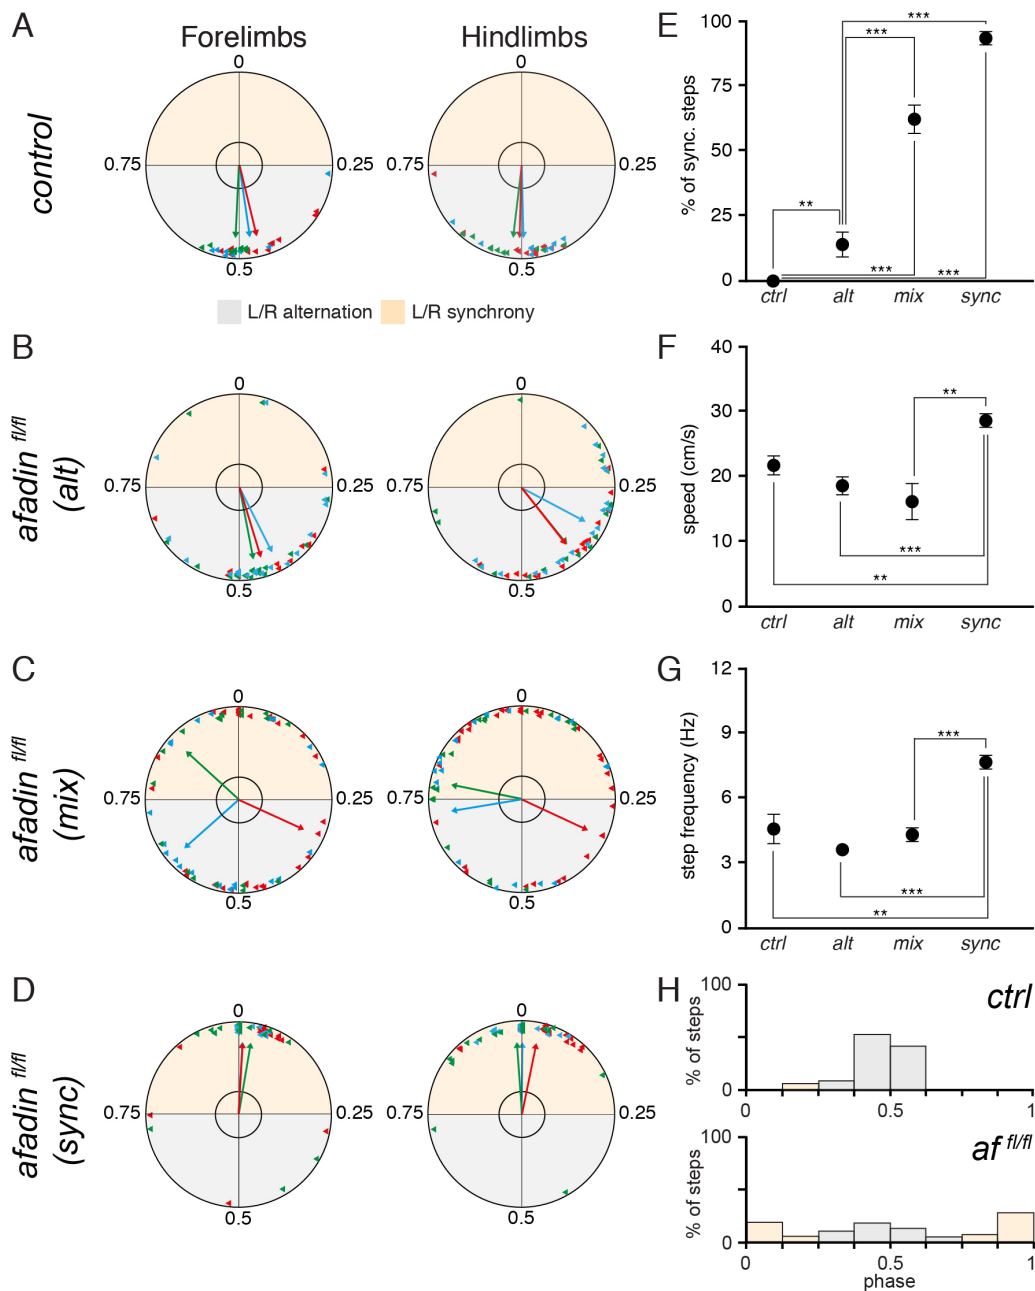 A
Forelimbs
Hindlimbs
control
0
0.75
0.25
0.5
0
0.75
0.25
0.5
L/R alternation
L/R synchrony
B
afadin fl/fl
(alt)
0
0.75
0.25
0.5
0
0.75
0.25
0.5
C
afadin fl/fl
(mix)
0
0.75
0.25
0.5
0
0.75
0.25
0.5
D
afadin fl/fl
(sync)
0
0.75
0.25
0.5
0
0.75
0.25
0.5
E
% of sync. steps
100
75
50
25
0
***
***
**
***
***
ctrl alt mix sync
F
speed (cm/s)
40
30
20
10
0
**
***
**
ctrl alt mix sync
G
step frequency (Hz)
12
9
6
3
0
***
***
**
ctrl alt mix sync
H
ctrl
% of steps
100
0
0 0.5 1
af fl/fl
% of steps
100
0
0 0.5 1
phase